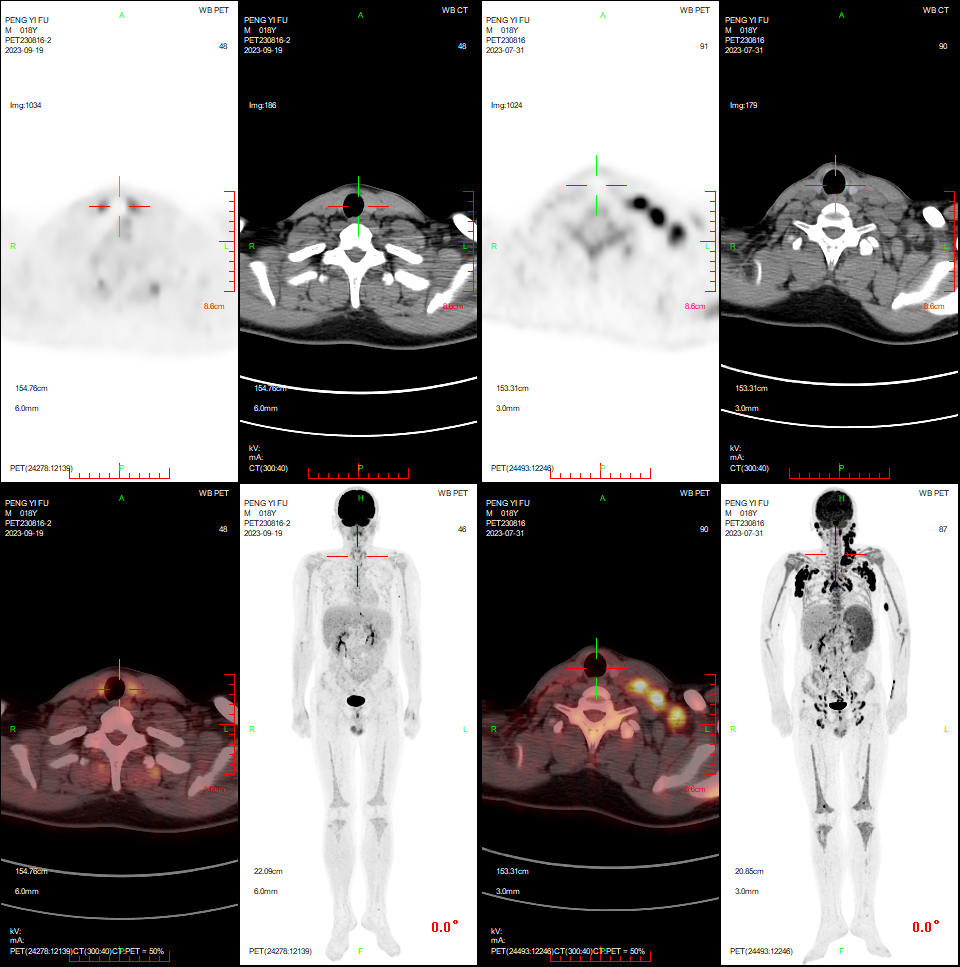 WB PET
A
PENG YI FU
M 018Y
PET230816-2
2023-09-19
48
Img:1034
R
L
8.6cm
154.76cm
6.0mm
PET(24278:12139)
P
WB CT
A
PENG YI FU
M 018Y
PET230816-2
2023-09-19
48
Img:186
R
L
8.6cm
154.76cm
6.0mm
kV:
mA:
CT(300:40)
P
WB PET
A
PENG YI FU
M 018Y
PET230816
2023-07-31
91
Img:1024
R
L
8.6cm
153.31cm
3.0mm
PET(24493:12246)
P
WB CT
A
PENG YI FU
M 018Y
PET230816
2023-07-31
90
Img:179
R
L
8.6cm
153.31cm
3.0mm
kV:
mA:
CT(300:40)
P
WB PET
A
PENG YI FU
M 018Y
PET230816-2
2023-09-19
48
R
L
8.6cm
154.76cm
6.0mm
kV:
mA:
PET(24278:12139)CT(300:40)CT:PET = 50%
P
WB PET
H
PENG YI FU
M 018Y
PET230816-2
2023-09-19
46
R
L
22.09cm
6.0mm
0.0°
PET(24278:12139)
F
WB PET
A
PENG YI FU
M 018Y
PET230816
2023-07-31
90
R
L
8.6cm
153.31cm
3.0mm
kV:
mA:
PET(24493:12246)CT(300:40)CT:PET = 50%
P
WB PET
H
PENG YI FU
M 018Y
PET230816
2023-07-31
87
R
L
20.85cm
3.0mm
0.0°
PET(24493:12246)
F